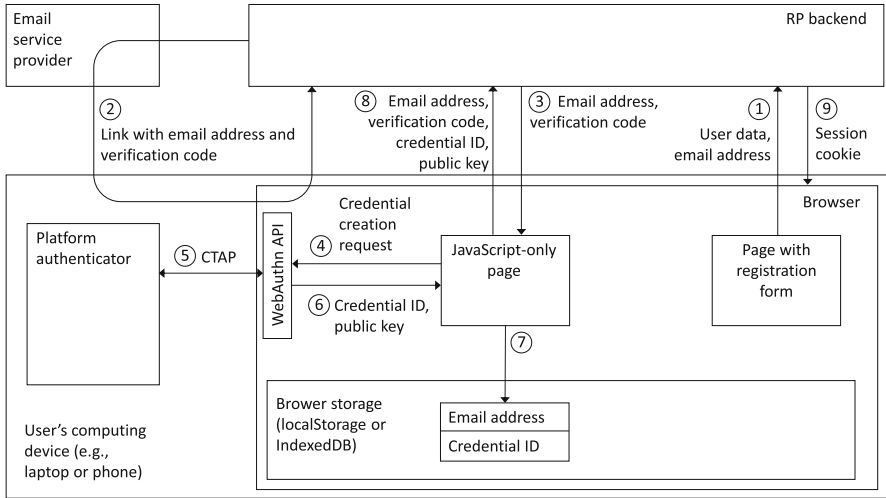 Email
service
provider
RP backend
2
Link with email address and
verification code
8 Email address,
verification code,
credential ID,
public key
3 Email address,
verification code
1
User data,
email address
9
Session
cookie
Browser
Platform
authenticator
5 CTAP
WebAuthn API
Credential
creation
4 request
6 Credential ID,
public key
JavaScript-only
page
Page with
registration
form
7
Brower storage
(localStorage or
IndexedDB)
Email address
Credential ID
User's computing
device (e.g.,
laptop or phone)